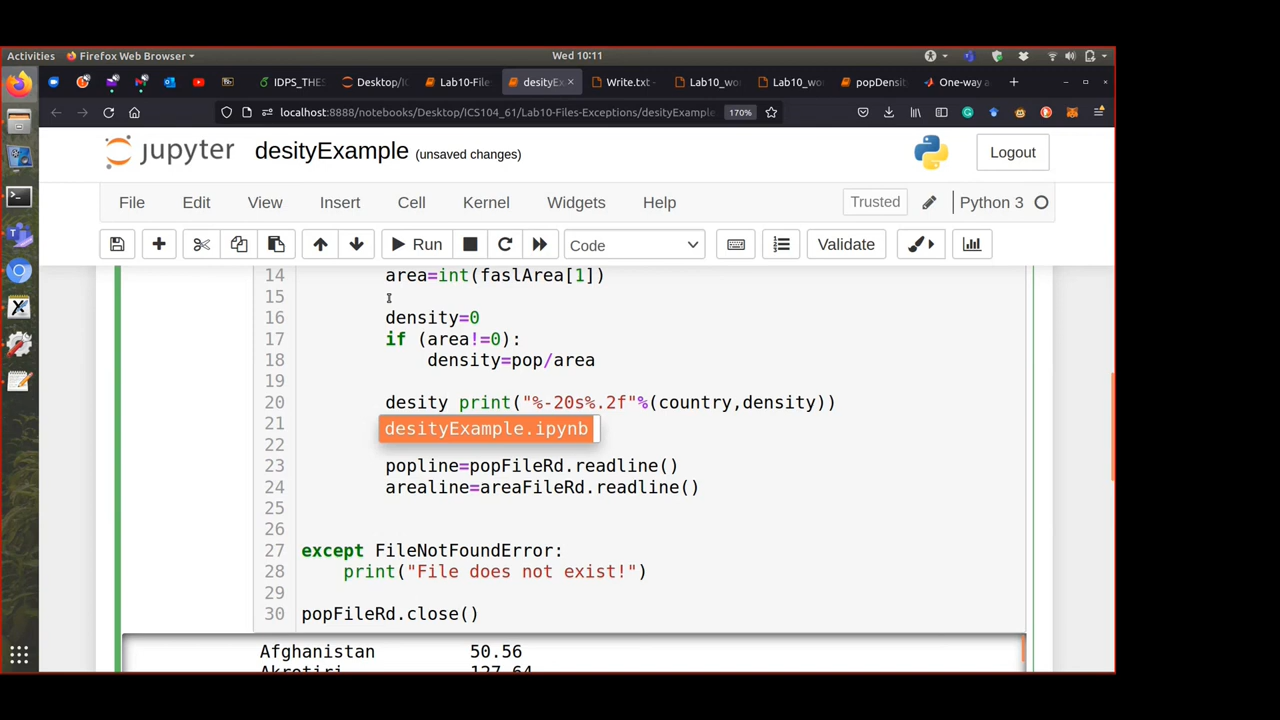 Activities Firefox Web Browser Wed 10:11
IDPS_THES Desktop/IC Lab10-File desityEx × Write.txt - Lab10_wo Lab10_wo popDensit One-way a +
localhost:8888/notebooks/Desktop/ICS104_61/Lab10-Files-Exceptions/desityExample 170%
jupyter desityExample (unsaved changes) Logout
File Edit View Insert Cell Kernel Widgets Help Trusted Python 3
Run Code Validate
14 area=int(faslArea[1])
15
16 density=0
17 if (area!=0):
18 density=pop/area
19
20 desity print("%-20s%.2f"%(country,density))
21 desityExample.ipynb
22
23 popline=popFileRd.readline()
24 arealine=areaFileRd.readline()
25
26
27 except FileNotFoundError:
28 print("File does not exist!")
29
30 popFileRd.close()
Afghanistan 50.56
Akrotiri 127.64